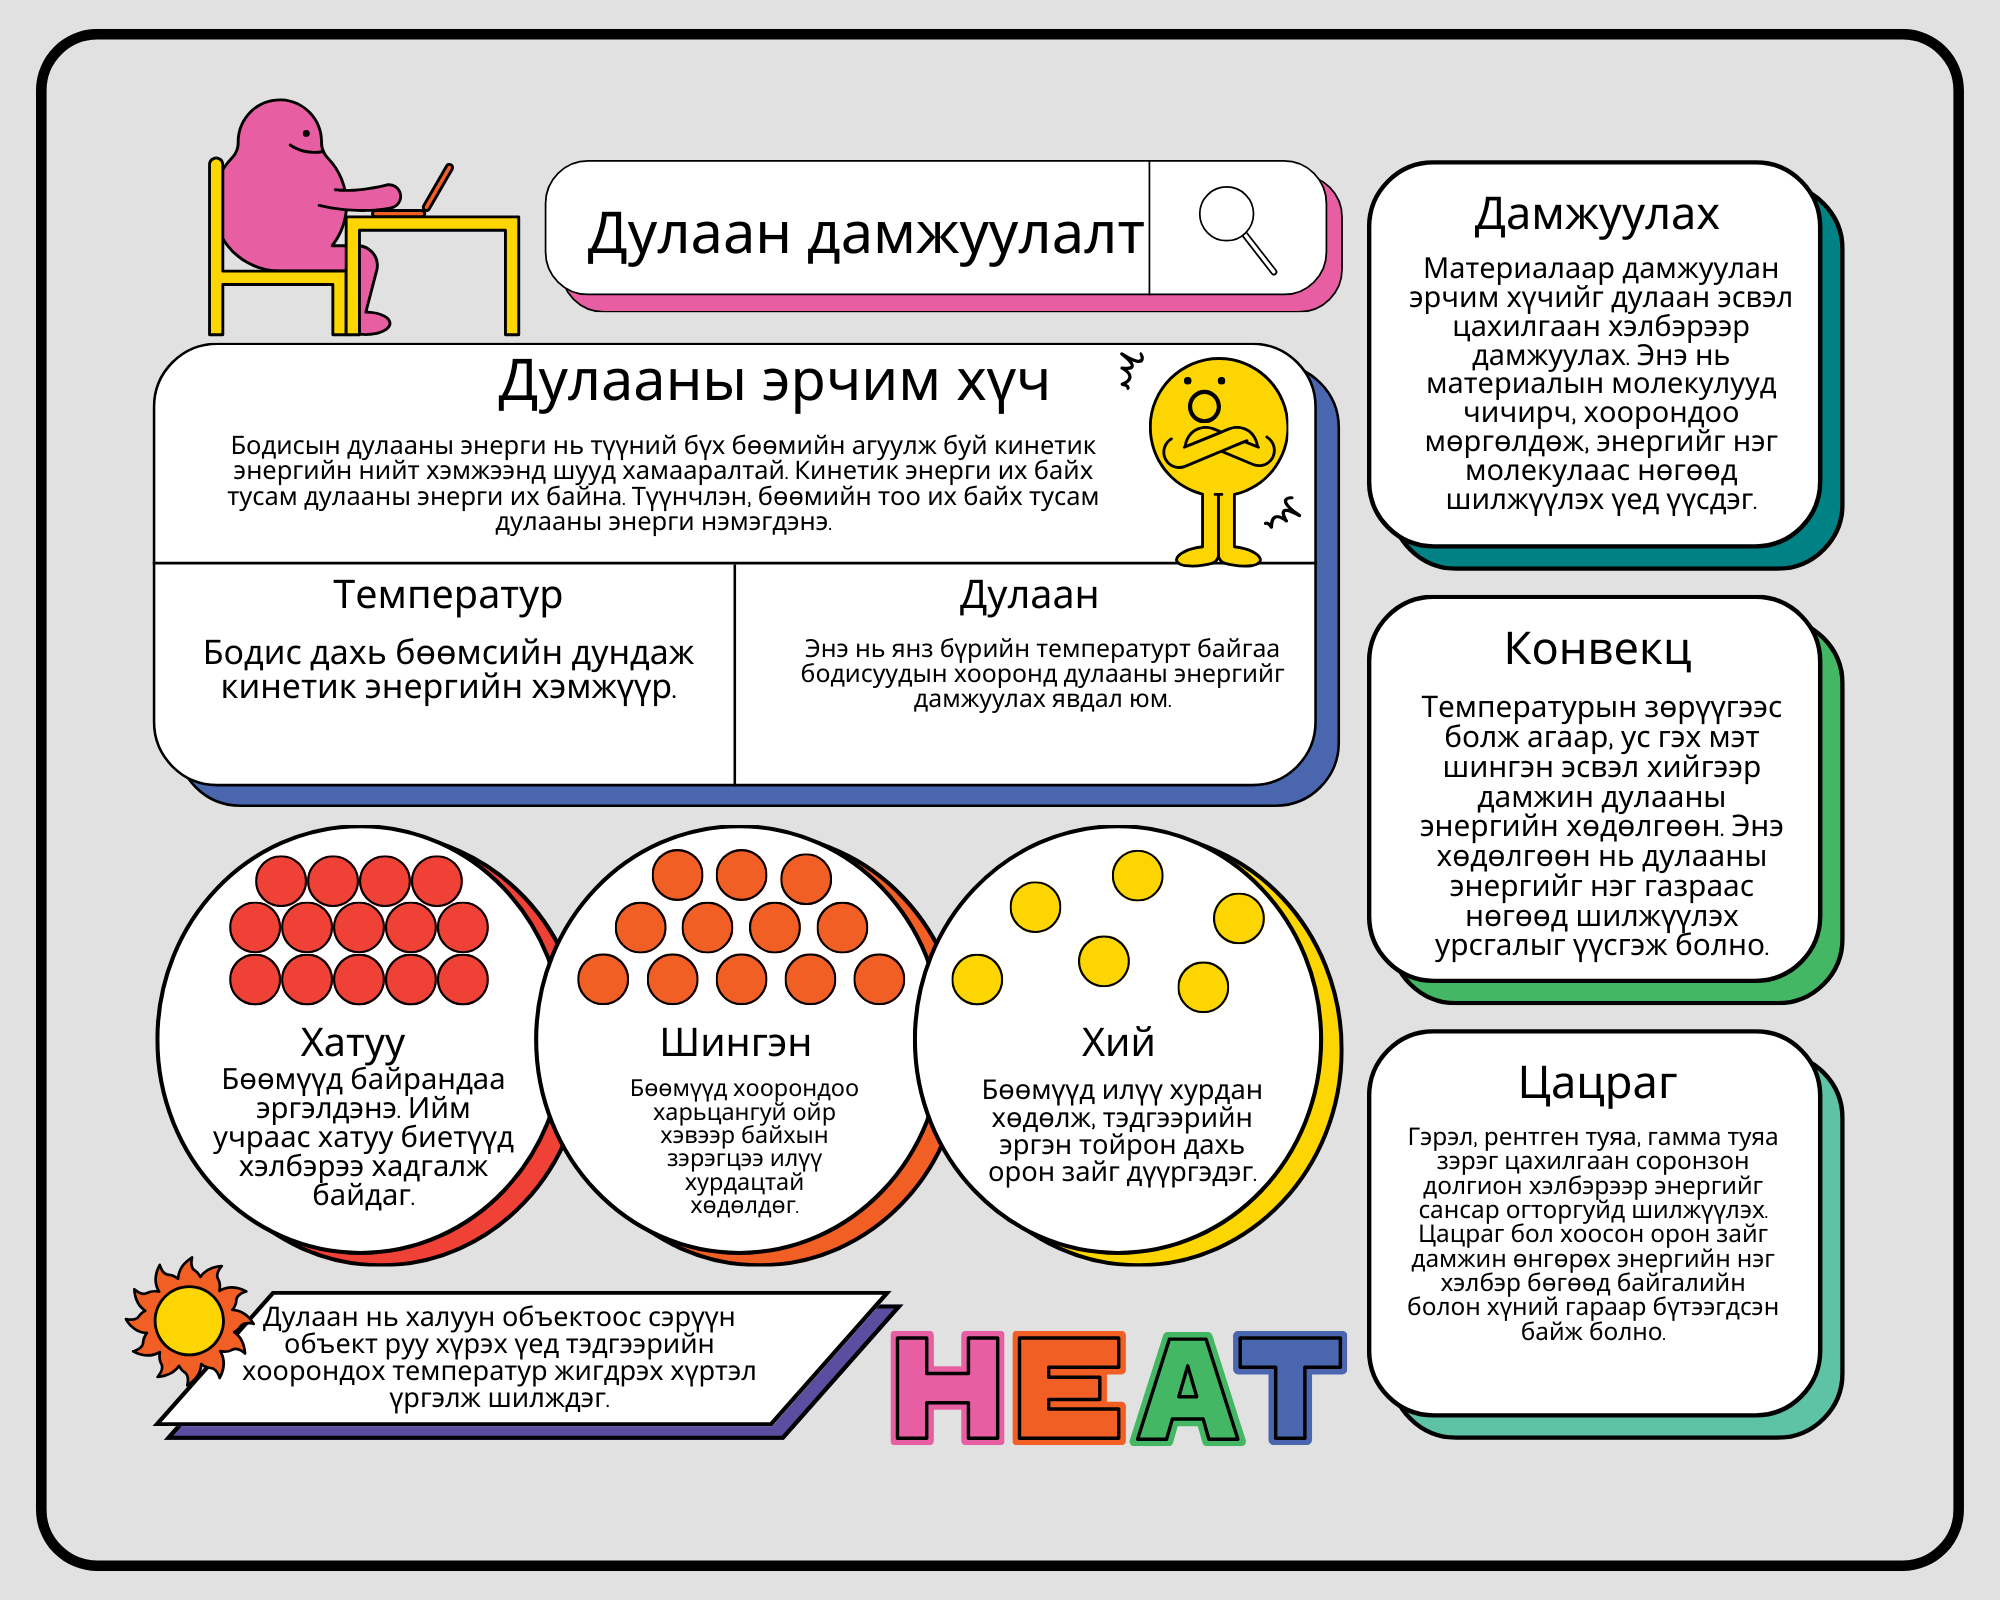 Дулаан дамжуулалт
Дулааны эрчим хүч
Бодисын дулааны энерги нь түүний бүх бөөмийн агуулж буй кинетик
энергийн нийт хэмжээнд шууд хамааралтай. Кинетик энерги их байх
тусам дулааны энерги их байна. Түүнчлэн, бөөмийн тоо их байх тусам
дулааны энерги нэмэгдэнэ.
Температур
Бодис дахь бөөмсийн дундаж
кинетик энергийн хэмжүүр.
Дулаан
Энэ нь янз бүрийн температурт байгаа
бодисуудын хооронд дулааны энергийг
дамжуулах явдал юм.
Хатуу
Бөөмүүд байрандаа
эргэлдэнэ. Ийм
учраас хатуу биетүүд
хэлбэрээ хадгалж
байдаг.
Шингэн
Бөөмүүд хоорондоо
харьцангуй ойр
хэвээр байхын
зэрэгцээ илүү
хурдацтай
хөдөлдөг.
Хий
Бөөмүүд илүү хурдан
хөдөлж, тэдгээрийн
эргэн тойрон дахь
орон зайг дүүргэдэг.
Дулаан нь халуун объектоос сэрүүн
объект руу хүрэх үед тэдгээрийн
хоорондох температур жигдрэх хүртэл
үргэлж шилждэг.
HEAT
Дамжуулах
Материалаар дамжуулан
эрчим хүчийг дулаан эсвэл
цахилгаан хэлбэрээр
дамжуулах. Энэ нь
материалын молекулууд
чичирч, хоорондоо
мөргөлдөж, энергийг нэг
молекулаас нөгөөд
шилжүүлэх үед үүсдэг.
Конвекц
Температурын зөрүүгээс
болж агаар, ус гэх мэт
шингэн эсвэл хийгээр
дамжин дулааны
энергийн хөдөлгөөн. Энэ
хөдөлгөөн нь дулааны
энергийг нэг газраас
нөгөөд шилжүүлэх
урсгалыг үүсгэж болно.
Цацраг
Гэрэл, рентген туяа, гамма туяа
зэрэг цахилгаан соронзон
долгион хэлбэрээр энергийг
сансар огторгуйд шилжүүлэх.
Цацраг бол хоосон орон зайг
дамжин өнгөрөх энергийн нэг
хэлбэр бөгөөд байгалийн
болон хүний гараар бүтээгдсэн
байж болно.